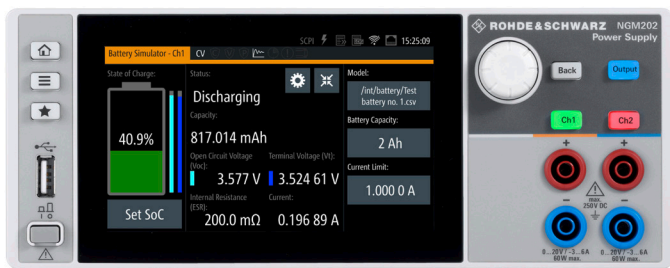 SCPI 15:25:09
ROHDE&SCHWARZ NGM202
Power Supply
Battery Simulator - Ch1 CV
State of Charge:
Status:
Model:
Discharging
/int/battery/Test
battery no. 1.csv
Capacity:
Battery Capacity:
40.9%
817.014 mAh
2 Ah
Open Circuit Voltage
(Voc):
Terminal Voltage (Vt):
Current Limit:
3.577 V
3.524 61 V
1.000 0 A
Internal Resistance
(ESR):
Current:
Set SoC
200.0 mΩ
0.196 89 A
Back
Output
Ch1
Ch2
+ +
max.
250V DC
- -
0...20V/-3...6A
60W max.
0...20V/-3...6A
60W max.